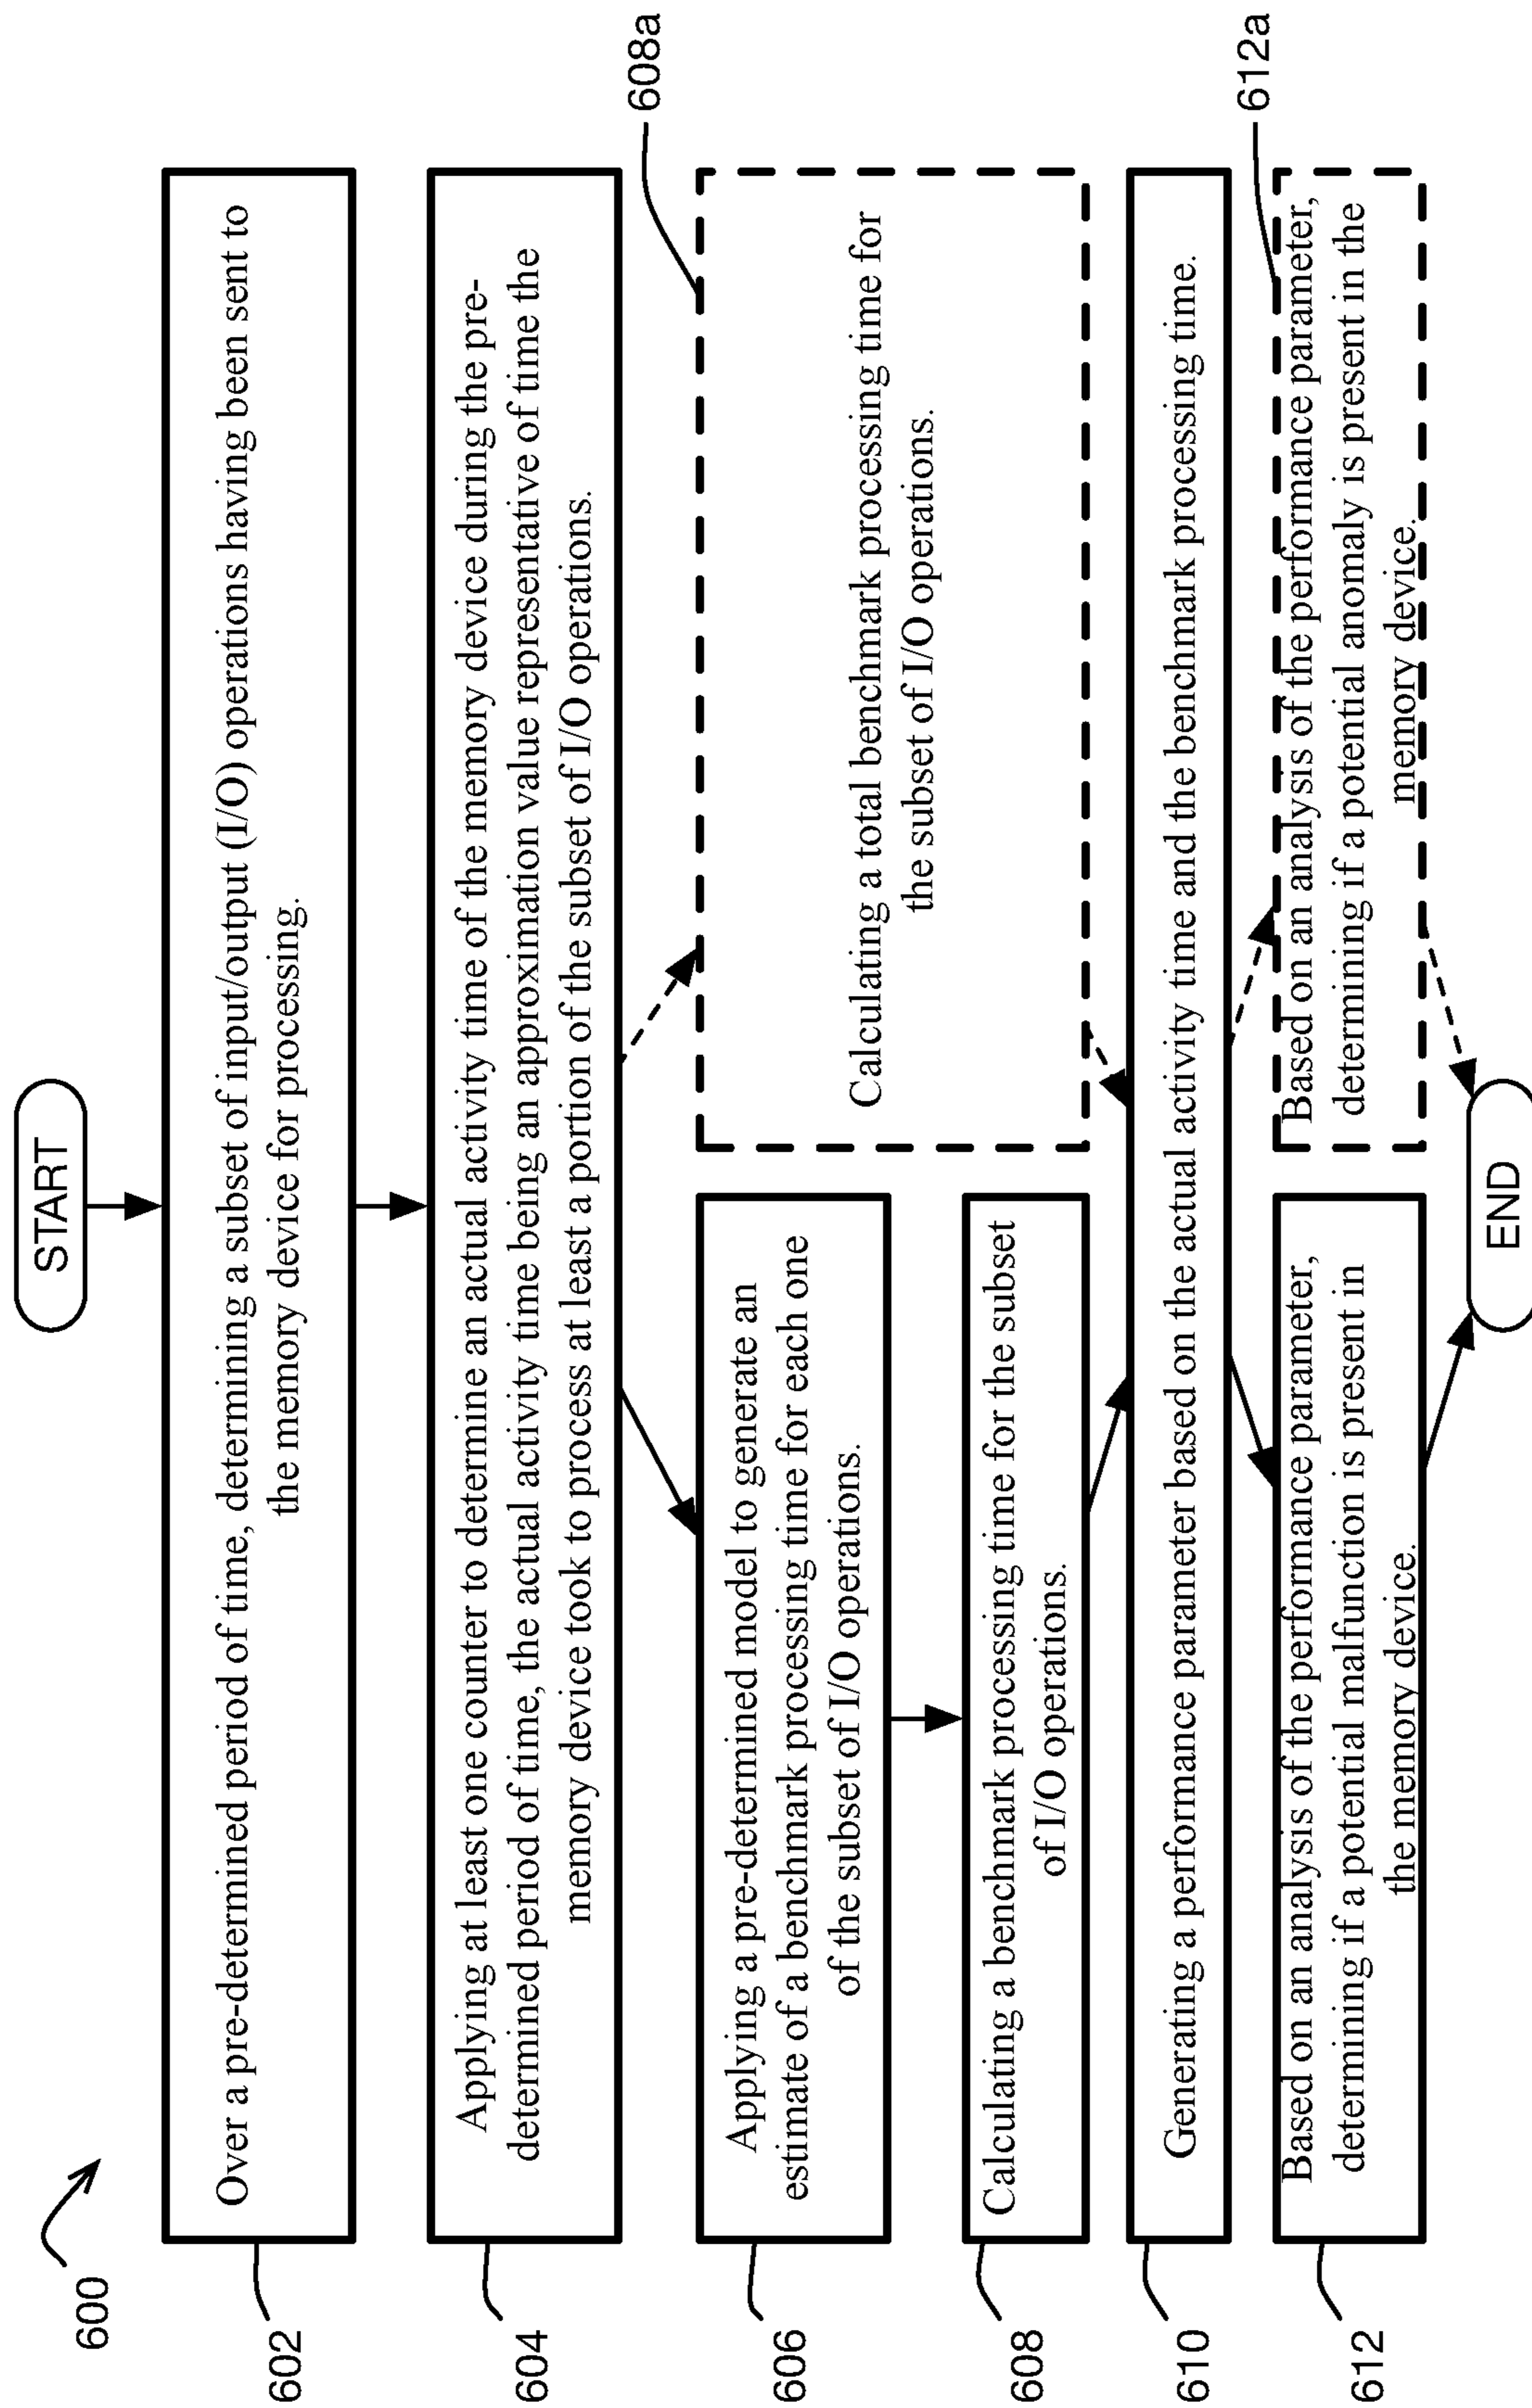 600
START
602
Over a pre-determined period of time, determining a subset of input/output (I/O) operations having been sent to
the memory device for processing.
604
Applying at least one counter to determine an actual activity time of the memory device during the pre-
determined period of time, the actual activity time being an approximation value representative of time the
memory device took to process at least a portion of the subset of I/O operations.
606
Applying a pre-determined model to generate an
estimate of a benchmark processing time for each one
of the subset of I/O operations.
608a
Calculating a total benchmark processing time for
the subset of I/O operations.
608
Calculating a benchmark processing time for the subset
of I/O operations.
610
Generating a performance parameter based on the actual activity time and the benchmark processing time.
612
Based on an analysis of the performance parameter,
determining if a potential malfunction is present in
the memory device.
612a
Based on an analysis of the performance parameter,
determining if a potential anomaly is present in the
memory device.
END